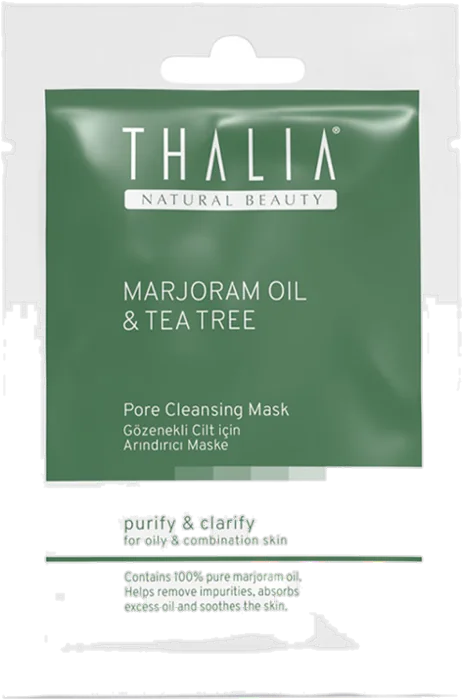 THALIA®
NATURAL BEAUTY
MARJORAM OIL
& TEA TREE
Pore Cleansing Mask
Gözenekli Cilt için
Arındırıcı Maske
purify & clarify
for oily & combination skin
Contains 100% pure marjoram oil.
Helps remove impurities, absorbs
excess oil and soothes the skin.